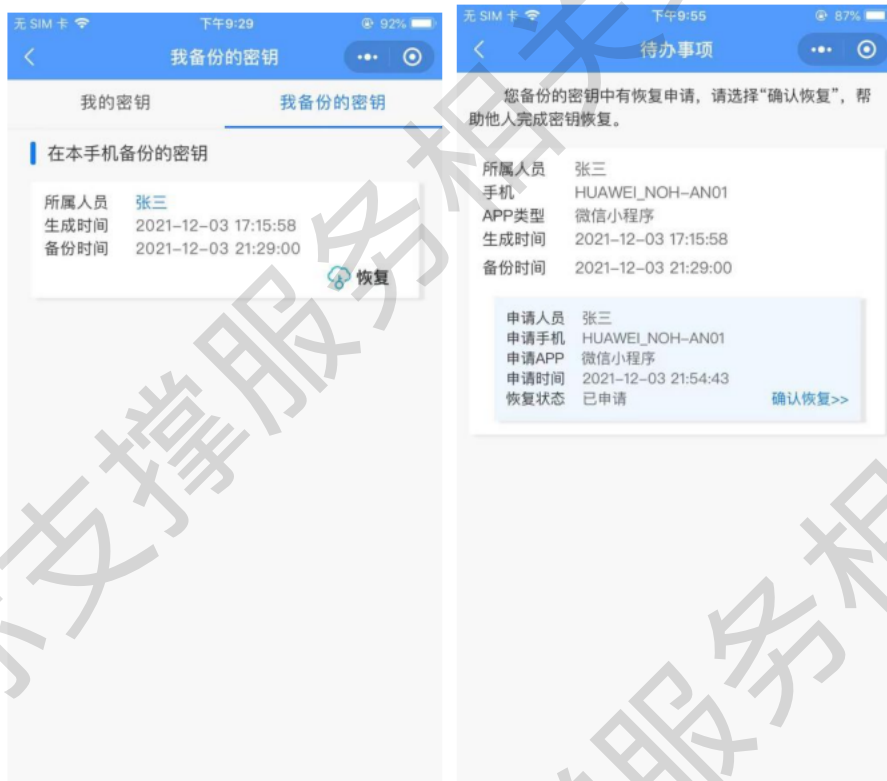 无 SIM 卡 下午9:29 92%
我备份的密钥
我的密钥 我备份的密钥
在本手机备份的密钥
所属人员 张三
生成时间 2021-12-03 17:15:58
备份时间 2021-12-03 21:29:00
恢复
无 SIM 卡 下午9:55 87%
待办事项
您备份的密钥中有恢复申请，请选择“确认恢复”，帮
助他人完成密钥恢复。
所属人员 张三
手机 HUAWEI_NOH-AN01
APP类型 微信小程序
生成时间 2021-12-03 17:15:58
备份时间 2021-12-03 21:29:00
申请人员 张三
申请手机 HUAWEI_NOH-AN01
申请APP 微信小程序
申请时间 2021-12-03 21:54:43
恢复状态 已申请 确认恢复>>
支撑服务相关
服务相